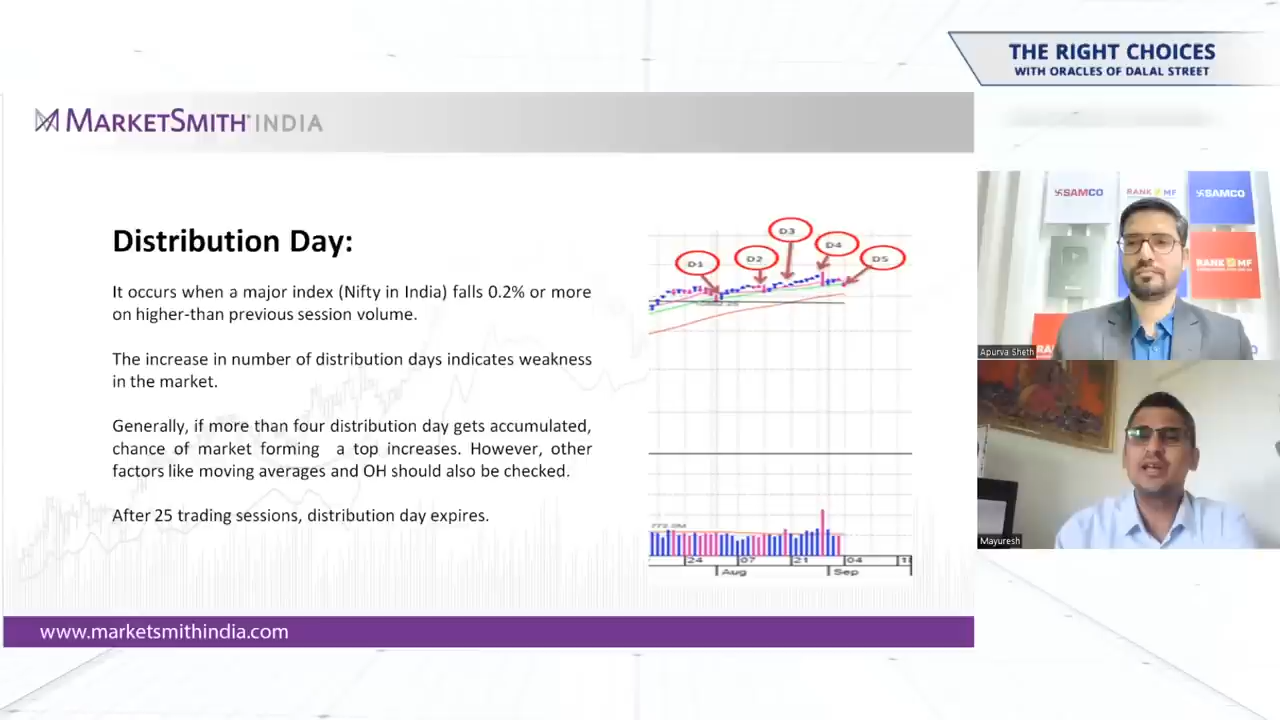 THE RIGHT CHOICES
WITH ORACLES OF DALAL STREET
MARKETSMITH INDIA
Distribution Day:
It occurs when a major index (Nifty in India) falls 0.2% or more
on higher-than previous session volume.
The increase in number of distribution days indicates weakness
in the market.
Generally, if more than four distribution day gets accumulated,
chance of market forming a top increases. However, other
factors like moving averages and OH should also be checked.
After 25 trading sessions, distribution day expires.
D1
D2
D3
D4
D5
24
07
21
04
Aug
Sep
SAMCO
RANK MF
SAMCO
RANK MF
Apurva Sheth
Mayuresh
www.marketsmithindia.com